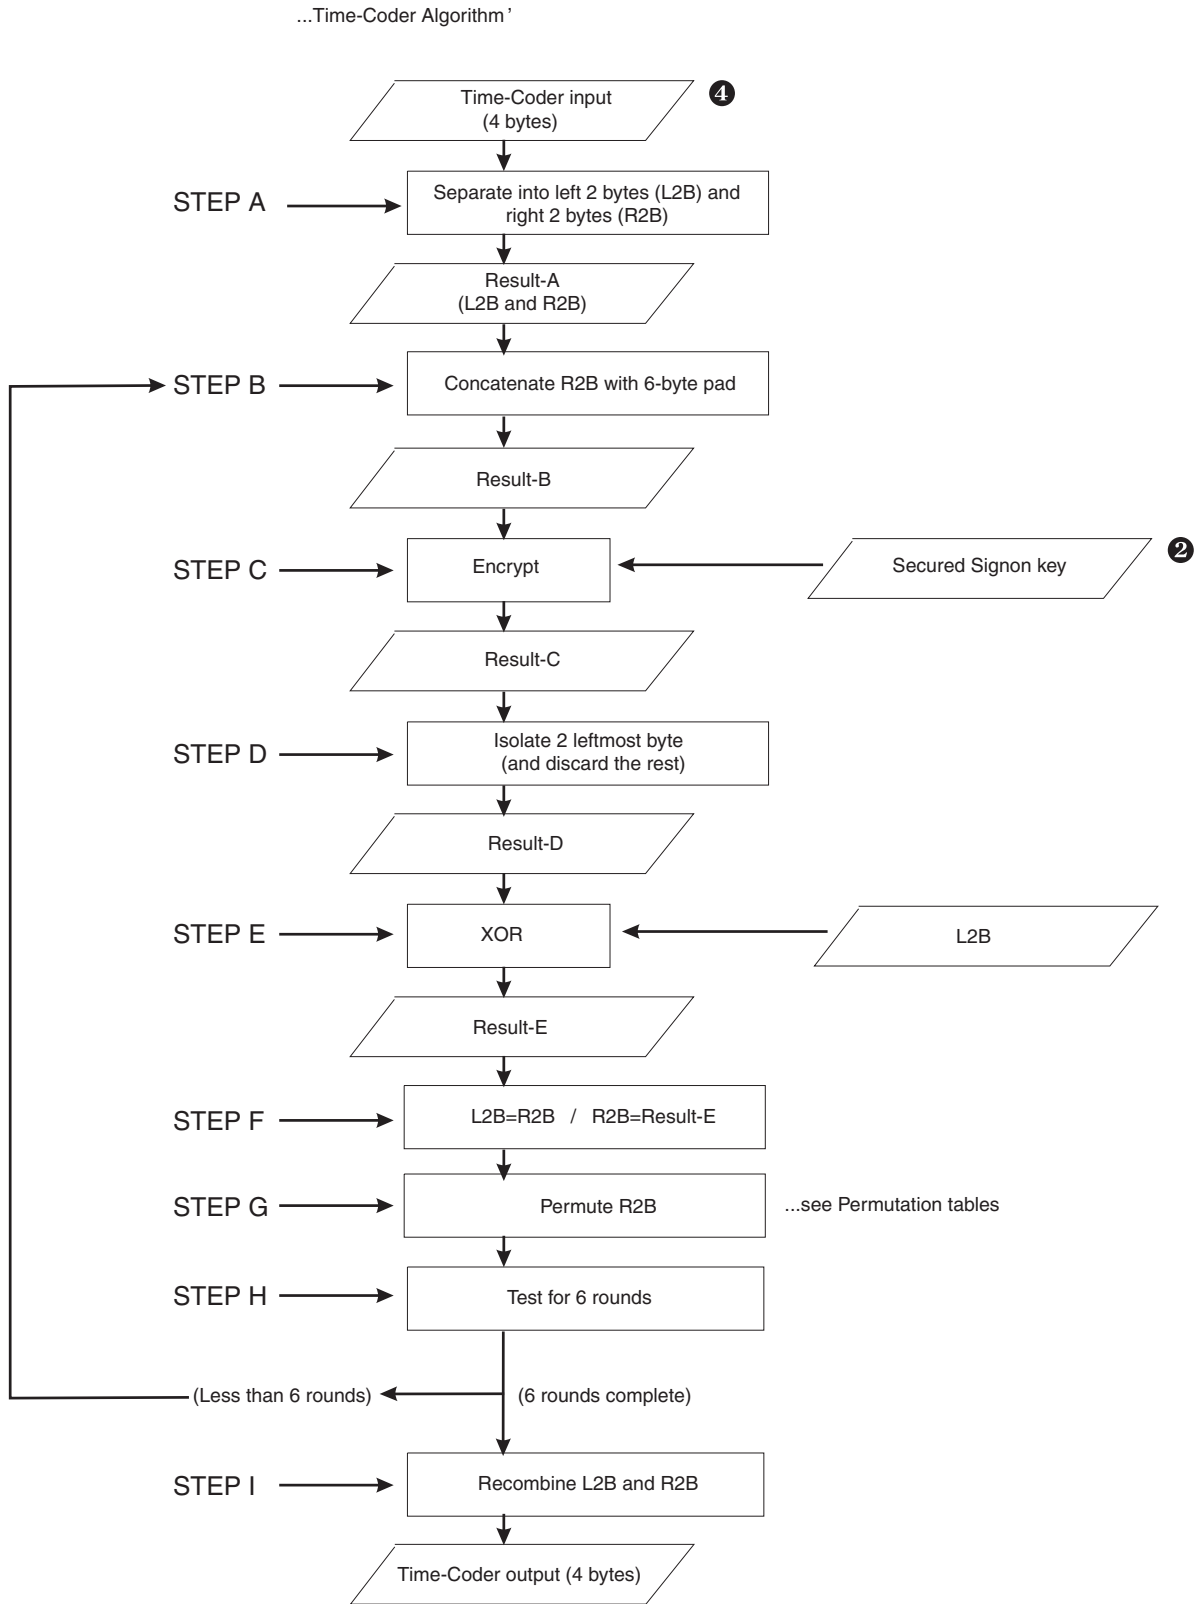 ...Time-Coder Algorithm’
Time-Coder input
(4 bytes)
❹
STEP A
Separate into left 2 bytes (L2B) and
right 2 bytes (R2B)
Result-A
(L2B and R2B)
STEP B
Concatenate R2B with 6-byte pad
Result-B
STEP C
Encrypt
Secured Signon key
❷
Result-C
STEP D
Isolate 2 leftmost byte
(and discard the rest)
Result-D
STEP E
XOR
L2B
Result-E
STEP F
L2B=R2B / R2B=Result-E
STEP G
Permute R2B
...see Permutation tables
STEP H
Test for 6 rounds
(Less than 6 rounds)
(6 rounds complete)
STEP I
Recombine L2B and R2B
Time-Coder output (4 bytes)